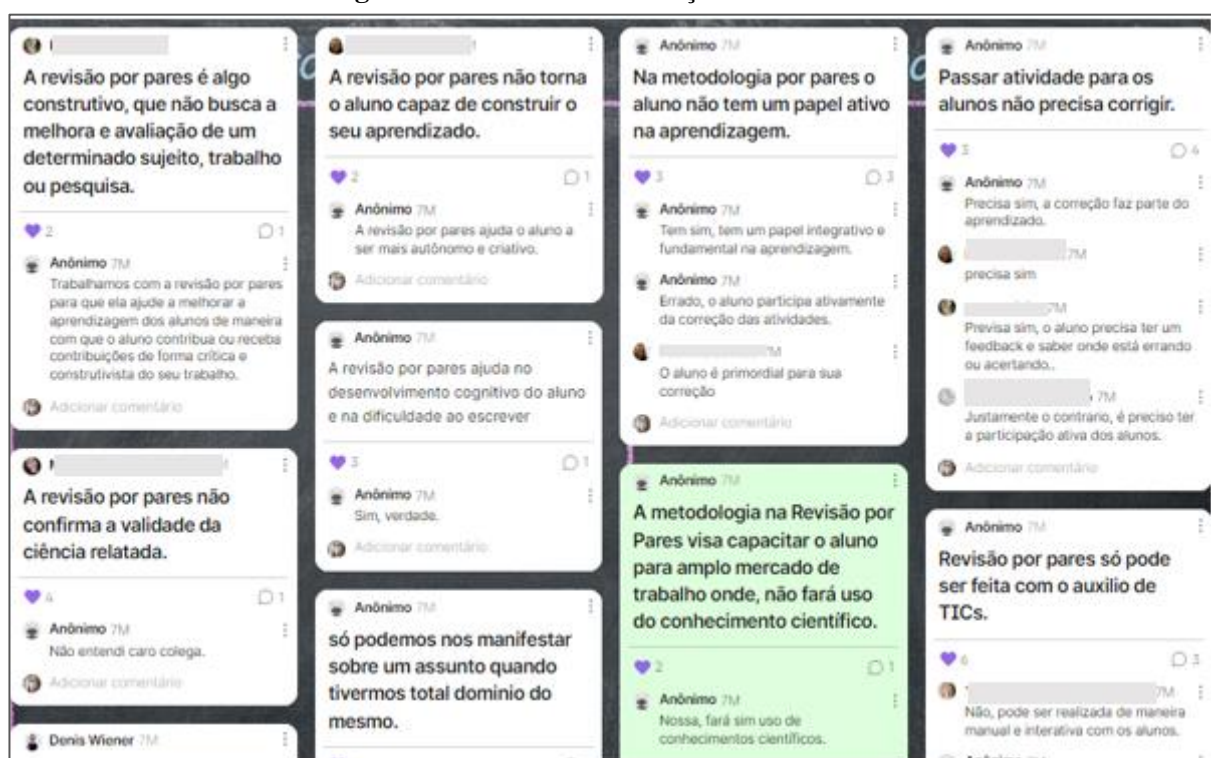 A revisão por pares é algo
construtivo, que não busca a
melhora e avaliação de um
determinado sujeito, trabalho
ou pesquisa.
2
1
Anônimo 7M
Trabalhamos com a revisão por pares
para que ela ajude a melhorar a
aprendizagem dos alunos de maneira
com que o aluno contribua ou receba
contribuições de forma crítica e
construtivista do seu trabalho.
Adicionar comentário
A revisão por pares não
confirma a validade da
ciência relatada.
4
1
Anônimo 7M
Não entendi caro colega.
Adicionar comentário
Denis Wiener 7M
A revisão por pares não torna
o aluno capaz de construir o
seu aprendizado.
2
1
Anônimo 7M
A revisão por pares ajuda o aluno a
ser mais autônomo e criativo.
Adicionar comentário
Anônimo 7M
A revisão por pares ajuda no
desenvolvimento cognitivo do aluno
e na dificuldade ao escrever
3
1
Anônimo 7M
Sim, verdade.
Adicionar comentário
Anônimo 7M
só podemos nos manifestar
sobre um assunto quando
tivermos total dominio do
mesmo.
Anônimo 7M
Na metodologia por pares o
aluno não tem um papel ativo
na aprendizagem.
3
3
Anônimo 7M
Tem sim, tem um papel integrativo e
fundamental na aprendizagem.
Anônimo 7M
Errado, o aluno participa ativamente
da correção das atividades.
7M
O aluno é primordial para sua
correção
Adicionar comentário
Anônimo 7M
A metodologia na Revisão por
Pares visa capacitar o aluno
para amplo mercado de
trabalho onde, não fará uso
do conhecimento científico.
2
1
Anônimo 7M
Nossa, fará sim uso de
conhecimentos científicos.
Anônimo 7M
Passar atividade para os
alunos não precisa corrigir.
3
4
Anônimo 7M
Precisa sim, a correção faz parte do
aprendizado.
7M
precisa sim
7M
Previsa sim, o aluno precisa ter um
feedback e saber onde está errando
ou acertando..
7M
Justamente o contrario, é preciso ter
a participação ativa dos alunos.
Adicionar comentário
Anônimo 7M
Revisão por pares só pode
ser feita com o auxilio de
TICs.
6
3
7M
Não, pode ser realizada de maneira
manual e interativa com os alunos.